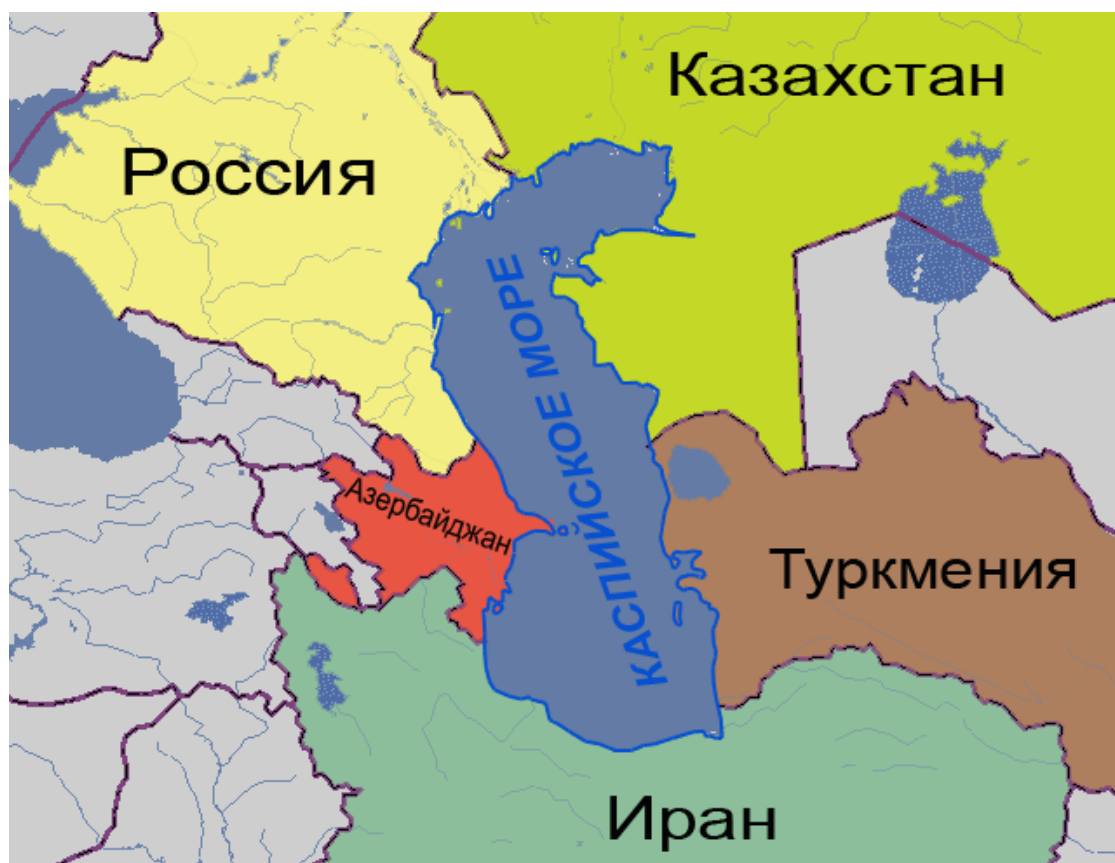 Казахстан
Россия
КАСПИЙСКОЕ МОРЕ
Азербайджан
Туркмения
Иран